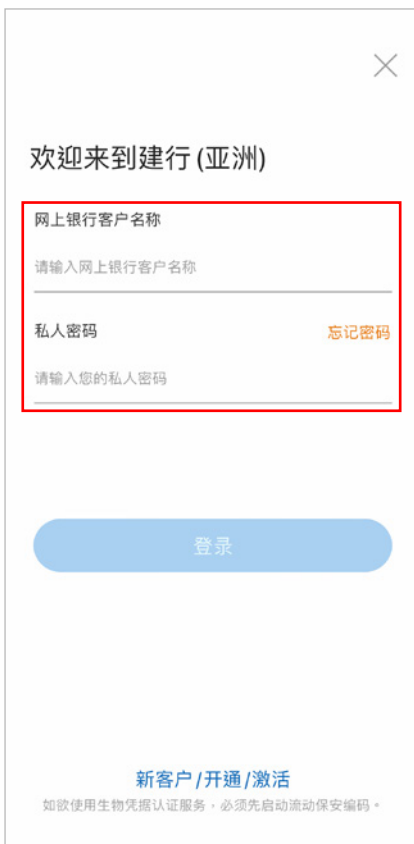 欢迎来到建行 (亚洲)
网上银行客户名称
请输入网上银行客户名称
私人密码 忘记密码
请输入您的私人密码
登录
新客户/开通/激活
如欲使用生物凭据认证服务，必须先启动流动保安编码。